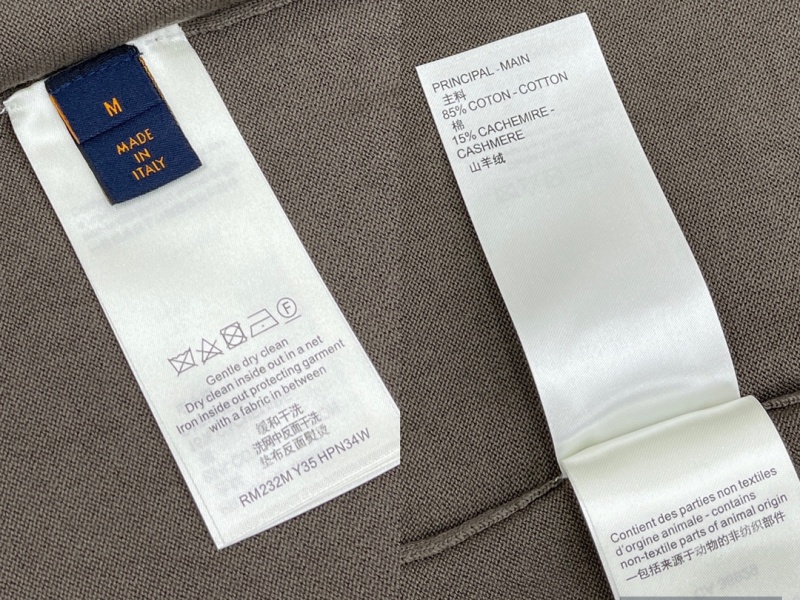 M
MADE
IN
ITALY
F
Gentle dry clean
Dry clean inside out in a net
Iron inside out protecting garment
with a fabric in between
缓和干洗
洗网中反面干洗
垫布反面熨烫
RM232M Y35 HPN34W
PRINCIPAL - MAIN
主料
85% COTON - COTTON
棉
15% CACHEMIRE -
CASHMERE
山羊绒
Contient des parties non textiles
d'orgine animale - contains
non-textile parts of animal origin
一包括来源于动物的非纺织部件